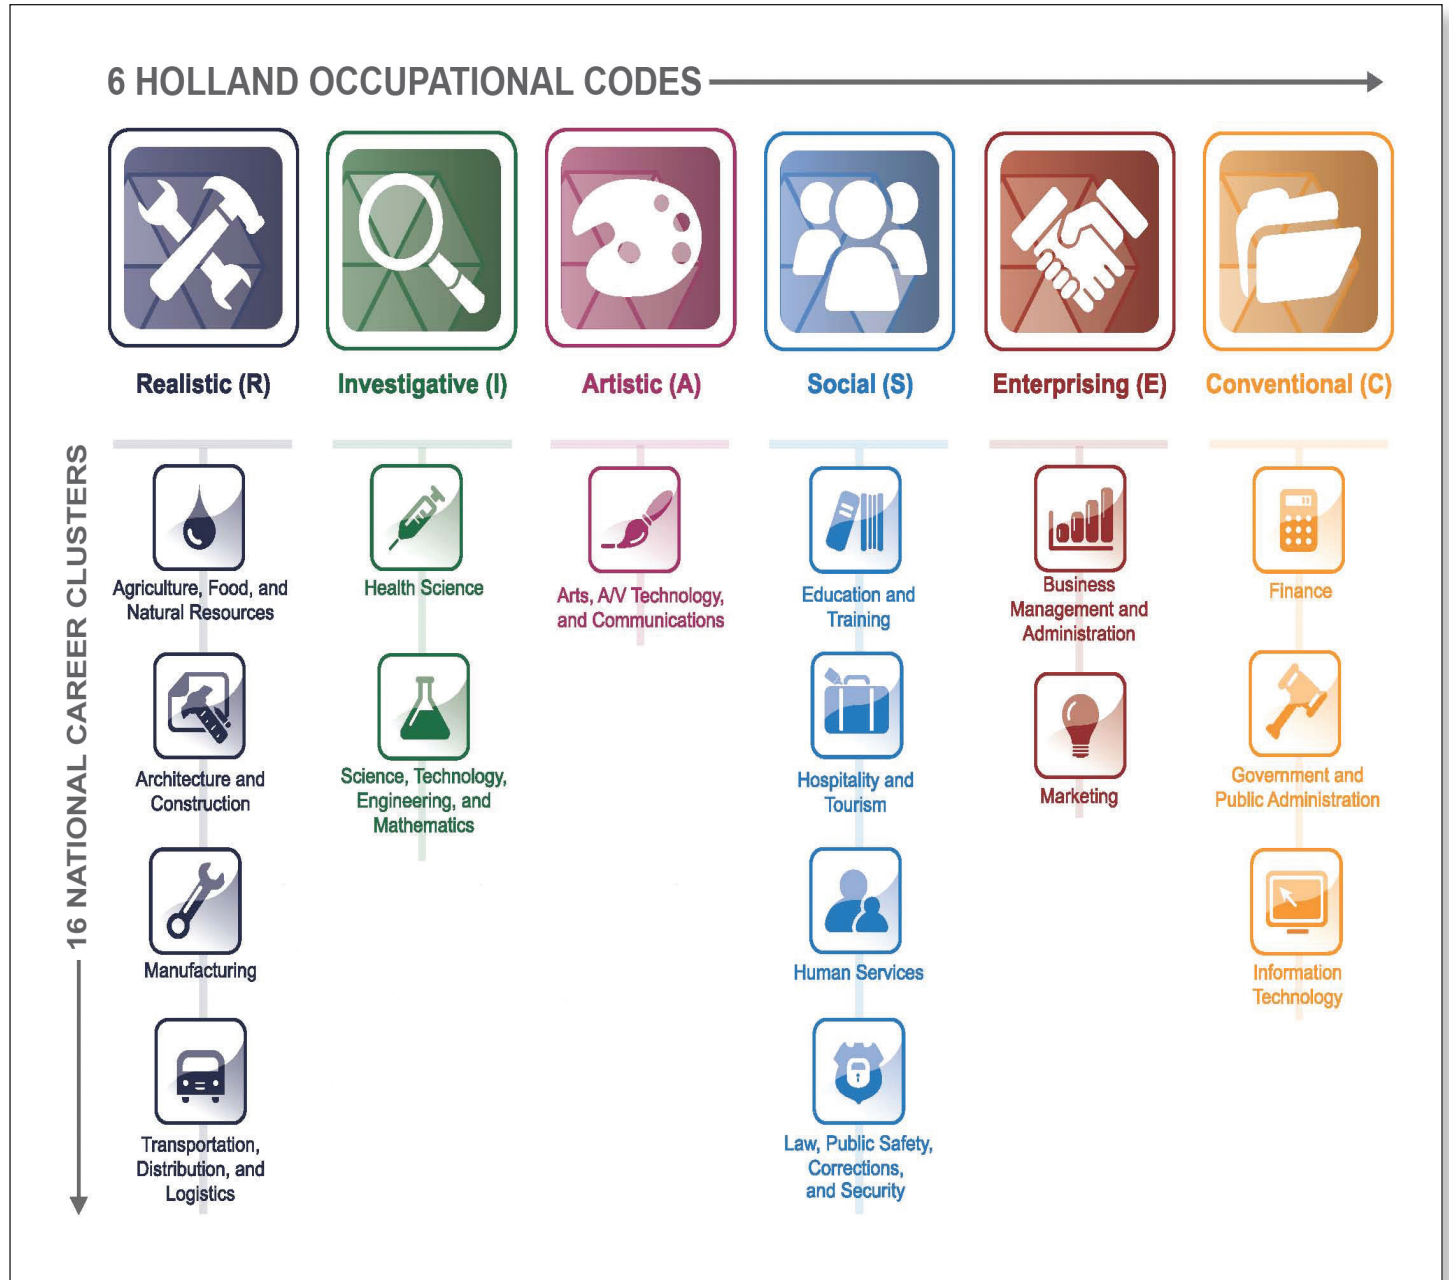 6 HOLLAND OCCUPATIONAL CODES
Realistic (R)
Investigative (I)
Artistic (A)
Social (S)
Enterprising (E)
Conventional (C)
16 NATIONAL CAREER CLUSTERS
Agriculture, Food, and
Natural Resources
Architecture and
Construction
Manufacturing
Transportation,
Distribution, and
Logistics
Health Science
Science, Technology,
Engineering, and
Mathematics
Arts, A/V Technology,
and Communications
Education and
Training
Hospitality and
Tourism
Human Services
Law, Public Safety,
Corrections,
and Security
Business
Management and
Administration
Marketing
Finance
Government and
Public Administration
Information
Technology